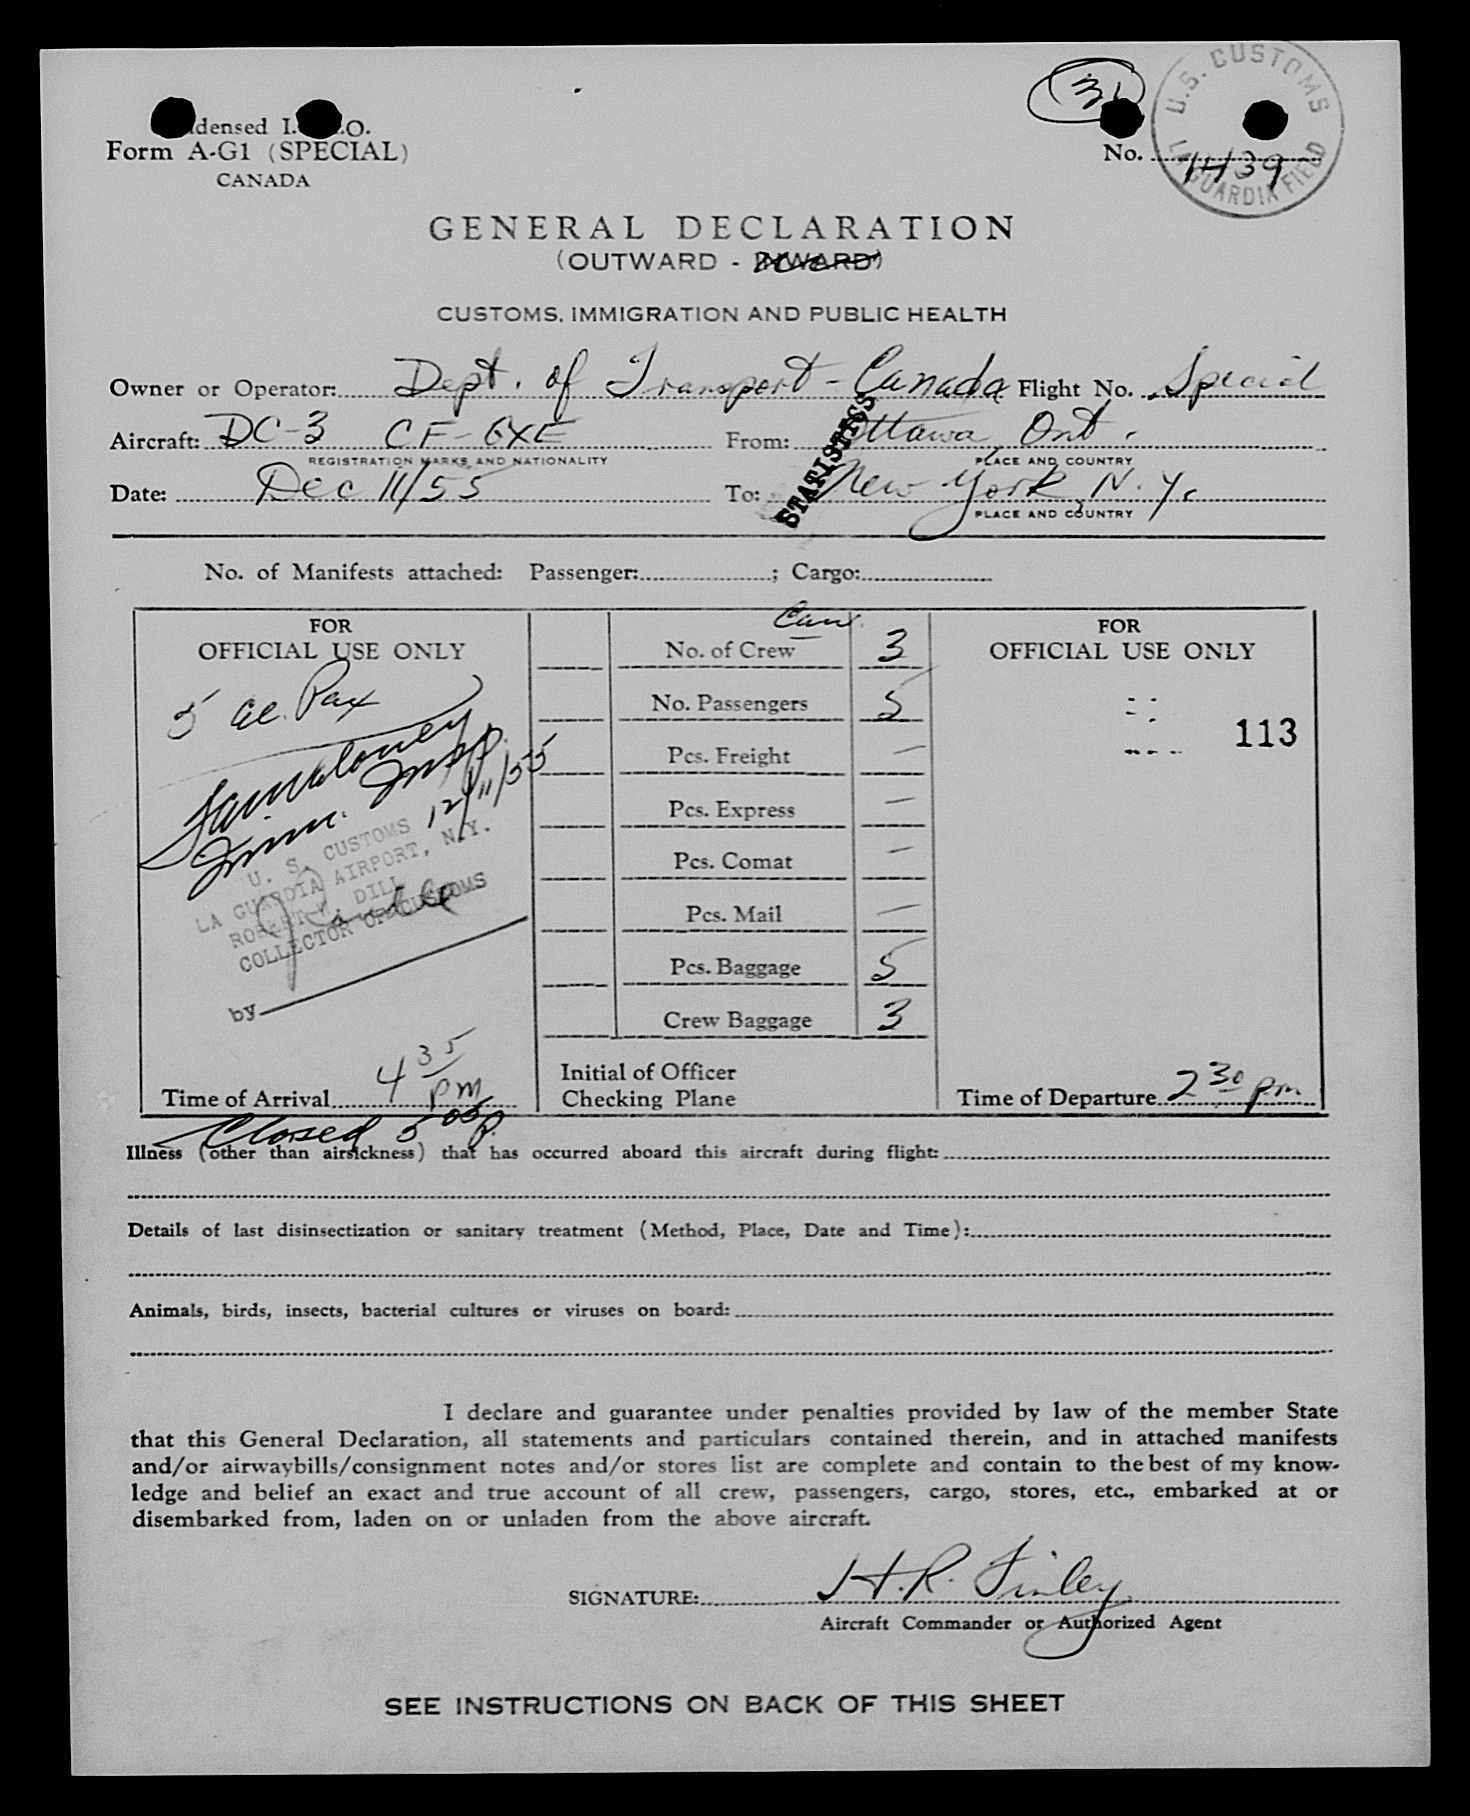 densed I. .O.
Form A-G1 (SPECIAL)
CANADA
U.S. CUSTOMS
LA GUARDIA FIELD
No. 1439
GENERAL DECLARATION
(OUTWARD - INWARD)
CUSTOMS, IMMIGRATION AND PUBLIC HEALTH
Owner or Operator: Dept. of Transport - Canada Flight No. Special
Aircraft: DC-3 CF-GXE From: Ottawa, Ont.
REGISTRATION MARKS AND NATIONALITY PLACE AND COUNTRY
STATISTICS
Date: Dec 11/55 To: New York, N.Y.
PLACE AND COUNTRY
No. of Manifests attached: Passenger: ; Cargo:
FOR
OFFICIAL USE ONLY
5 al. Pax
Imm. Insp.
12/11/55
U. S. CUSTOMS
LA GUARDIA AIRPORT, N.Y.
ROBERT W. DILL
COLLECTOR OF CUSTOMS
by
Time of Arrival 4 35 pm
Closed 5 05 P.
Can.
No. of Crew 3
No. Passengers 5
Pcs. Freight —
Pcs. Express —
Pcs. Comat —
Pcs. Mail —
Pcs. Baggage 5
Crew Baggage 3
Initial of Officer
Checking Plane
FOR
OFFICIAL USE ONLY
113
Time of Departure 2 30 pm
Illness (other than airsickness) that has occurred aboard this aircraft during flight:
Details of last disinsectization or sanitary treatment (Method, Place, Date and Time):
Animals, birds, insects, bacterial cultures or viruses on board:
I declare and guarantee under penalties provided by law of the member State
that this General Declaration, all statements and particulars contained therein, and in attached manifests
and/or airwaybills/consignment notes and/or stores list are complete and contain to the best of my know-
ledge and belief an exact and true account of all crew, passengers, cargo, stores, etc., embarked at or
disembarked from, laden on or unladen from the above aircraft.
SIGNATURE: H.R. Finley
Aircraft Commander or Authorized Agent
SEE INSTRUCTIONS ON BACK OF THIS SHEET